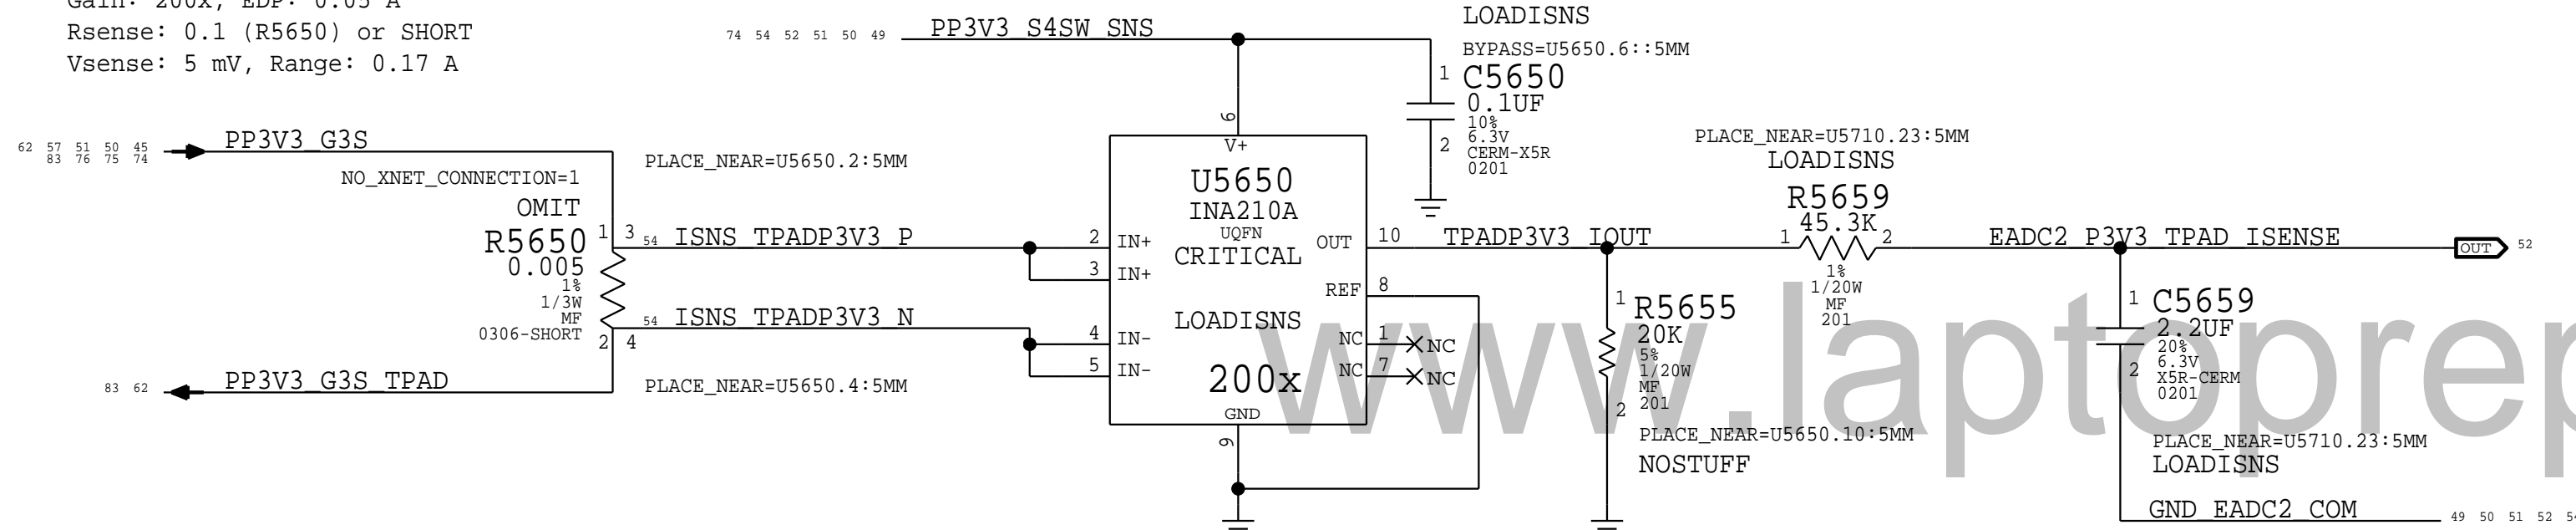 Gain: 200x, EDP: 0.05 A
Rsense: 0.1 (R5650) or SHORT
Vsense: 5 mV, Range: 0.17 A
74 54 52 51 50 49
PP3V3_S4SW_SNS
LOADISNS
BYPASS=U5650.6::5MM
1
C5650
0.1UF
10%
6.3V
CERM-X5R
0201
2
62 57 51 50 45
83 76 75 74
PP3V3_G3S
NO_XNET_CONNECTION=1
OMIT
R5650
0.005
1%
1/3W
MF
0306-SHORT
1 3
2 4
83 62
PP3V3_G3S_TPAD
PLACE_NEAR=U5650.2:5MM
54 ISNS_TPADP3V3_P
54 ISNS_TPADP3V3_N
PLACE_NEAR=U5650.4:5MM
6
V+
U5650
INA210A
UQFN
CRITICAL
LOADISNS
200x
GND
9
2 IN+
3 IN+
4 IN-
5 IN-
OUT 10
REF 8
NC 1 NC
NC 7 NC
TPADP3V3_IOUT
PLACE_NEAR=U5710.23:5MM
LOADISNS
R5659
45.3K
1 2
1%
1/20W
MF
201
1
R5655
20K
5%
1/20W
MF
201
2
PLACE_NEAR=U5650.10:5MM
NOSTUFF
EADC2_P3V3_TPAD_ISENSE
OUT 52
1
C5659
2.2UF
20%
6.3V
X5R-CERM
0201
2
PLACE_NEAR=U5710.23:5MM
LOADISNS
GND_EADC2_COM
49 50 51 52 54
www.laptoprep